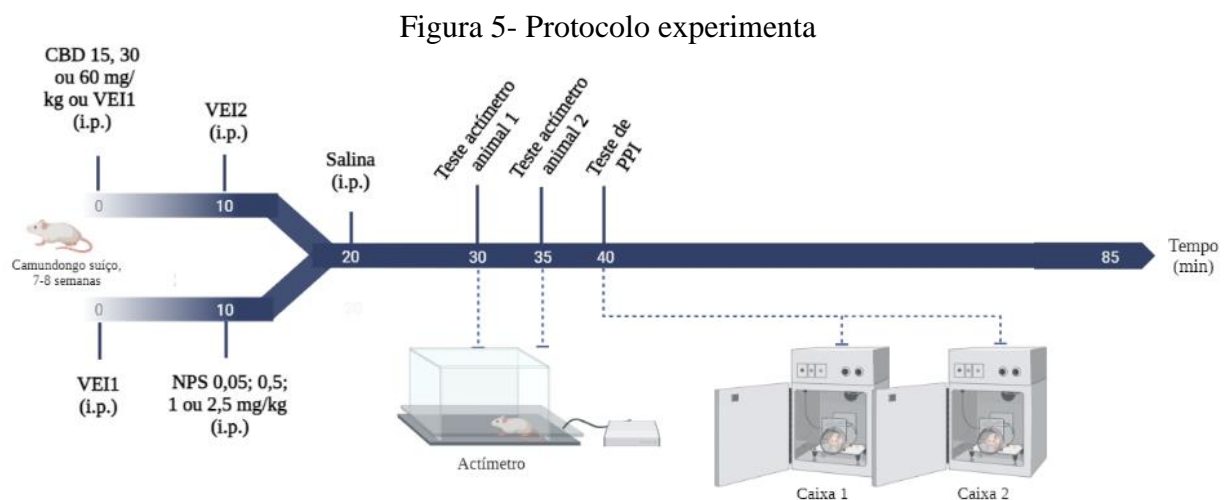 Figura 5- Protocolo experimenta
CBD 15, 30
ou 60 mg/
kg ou VEI1
(i.p.)
VEI2
(i.p.)
Salina
(i.p.)
Teste actímetro
animal 1
Teste actímetro
animal 2
Teste de
PPI
0
10
20
30
35
40
85
Tempo
(min)
Camundongo suíço,
7-8 semanas
0
10
20
VEI1
(i.p.)
NPS 0,05; 0,5;
1 ou 2,5 mg/kg
(i.p.)
Actímetro
Caixa 1
Caixa 2